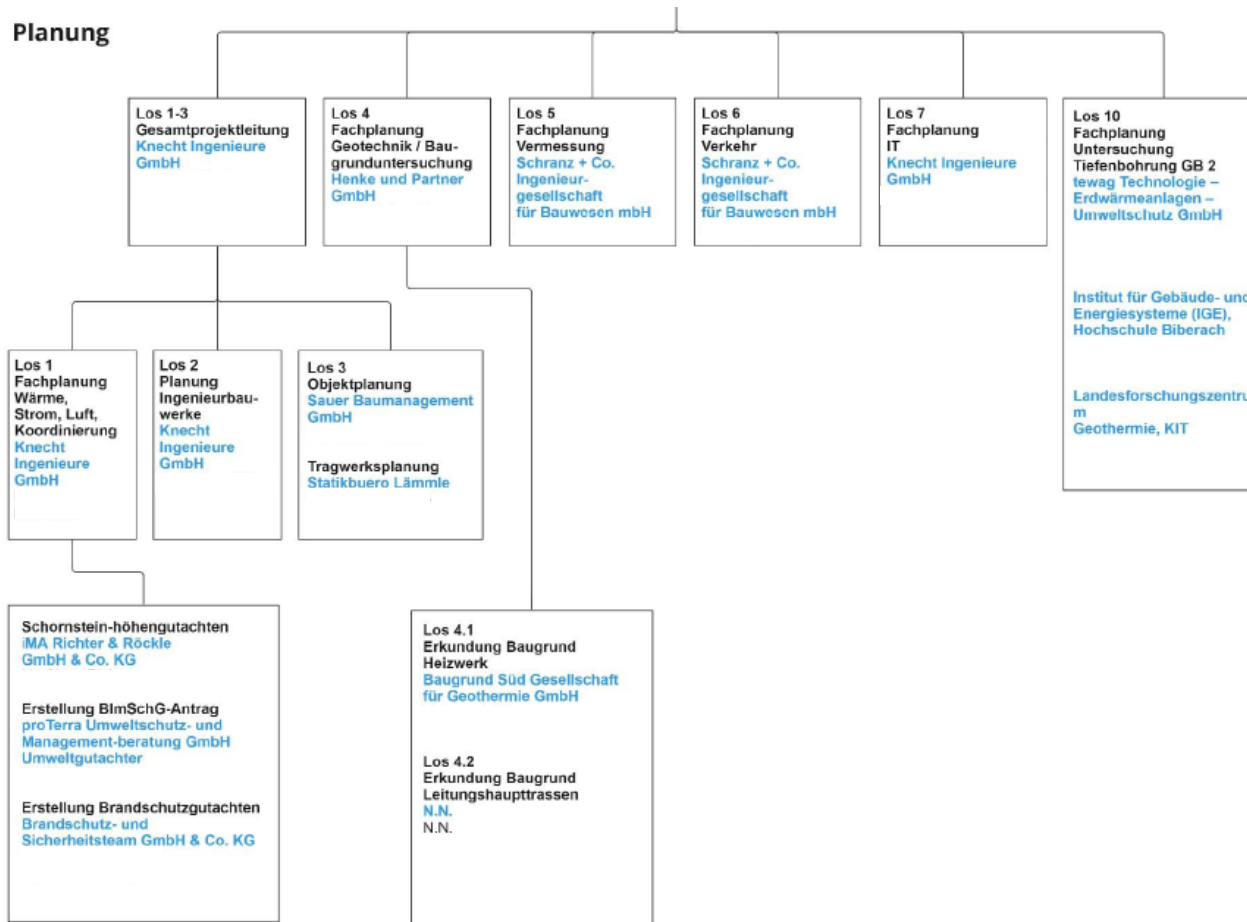 Planung
Los 1-3
Gesamtprojektleitung
Knecht Ingenieure
GmbH
Los 4
Fachplanung
Geotechnik / Bau-
grunduntersuchung
Henke und Partner
GmbH
Los 5
Fachplanung
Vermessung
Schranz + Co.
Ingenieur-
gesellschaft
für Bauwesen mbH
Los 6
Fachplanung
Verkehr
Schranz + Co.
Ingenieur-
gesellschaft
für Bauwesen mbH
Los 7
Fachplanung
IT
Knecht Ingenieure
GmbH
Los 10
Fachplanung
Untersuchung
Tiefenbohrung GB 2
tewag Technologie –
Erdwärmeanlagen –
Umweltschutz GmbH
Institut für Gebäude- und
Energiesysteme (IGE),
Hochschule Biberach
Landesforschungszentru
m
Geothermie, KIT
Los 1
Fachplanung
Wärme,
Strom, Luft,
Koordinierung
Knecht
Ingenieure
GmbH
Los 2
Planung
Ingenieurbau-
werke
Knecht
Ingenieure
GmbH
Los 3
Objektplanung
Sauer Baumanagement
GmbH
Tragwerksplanung
Statikbuero Lämmle
Schornstein-höhengutachten
iMA Richter & Röckle
GmbH & Co. KG
Erstellung BImSchG-Antrag
proTerra Umweltschutz- und
Management-beratung GmbH
Umweltgutachter
Erstellung Brandschutzgutachten
Brandschutz- und
Sicherheitsteam GmbH & Co. KG
Los 4.1
Erkundung Baugrund
Heizwerk
Baugrund Süd Gesellschaft
für Geothermie GmbH
Los 4.2
Erkundung Baugrund
Leitungshaupttrassen
N.N.
N.N.